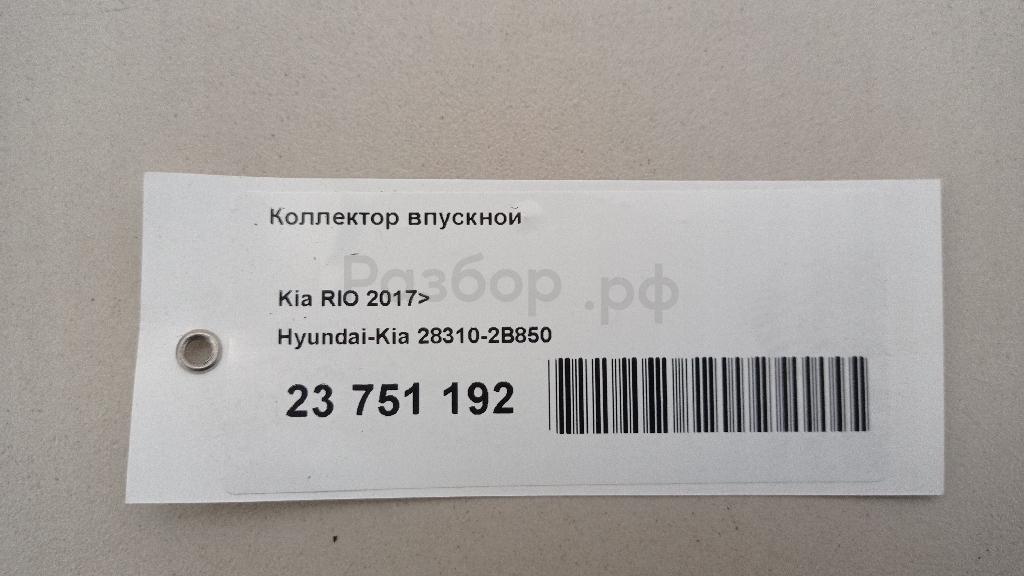 Коллектор впускной
Разбор.рф
Kia RIO 2017>
Hyundai-Kia 28310-2B850
23 751 192